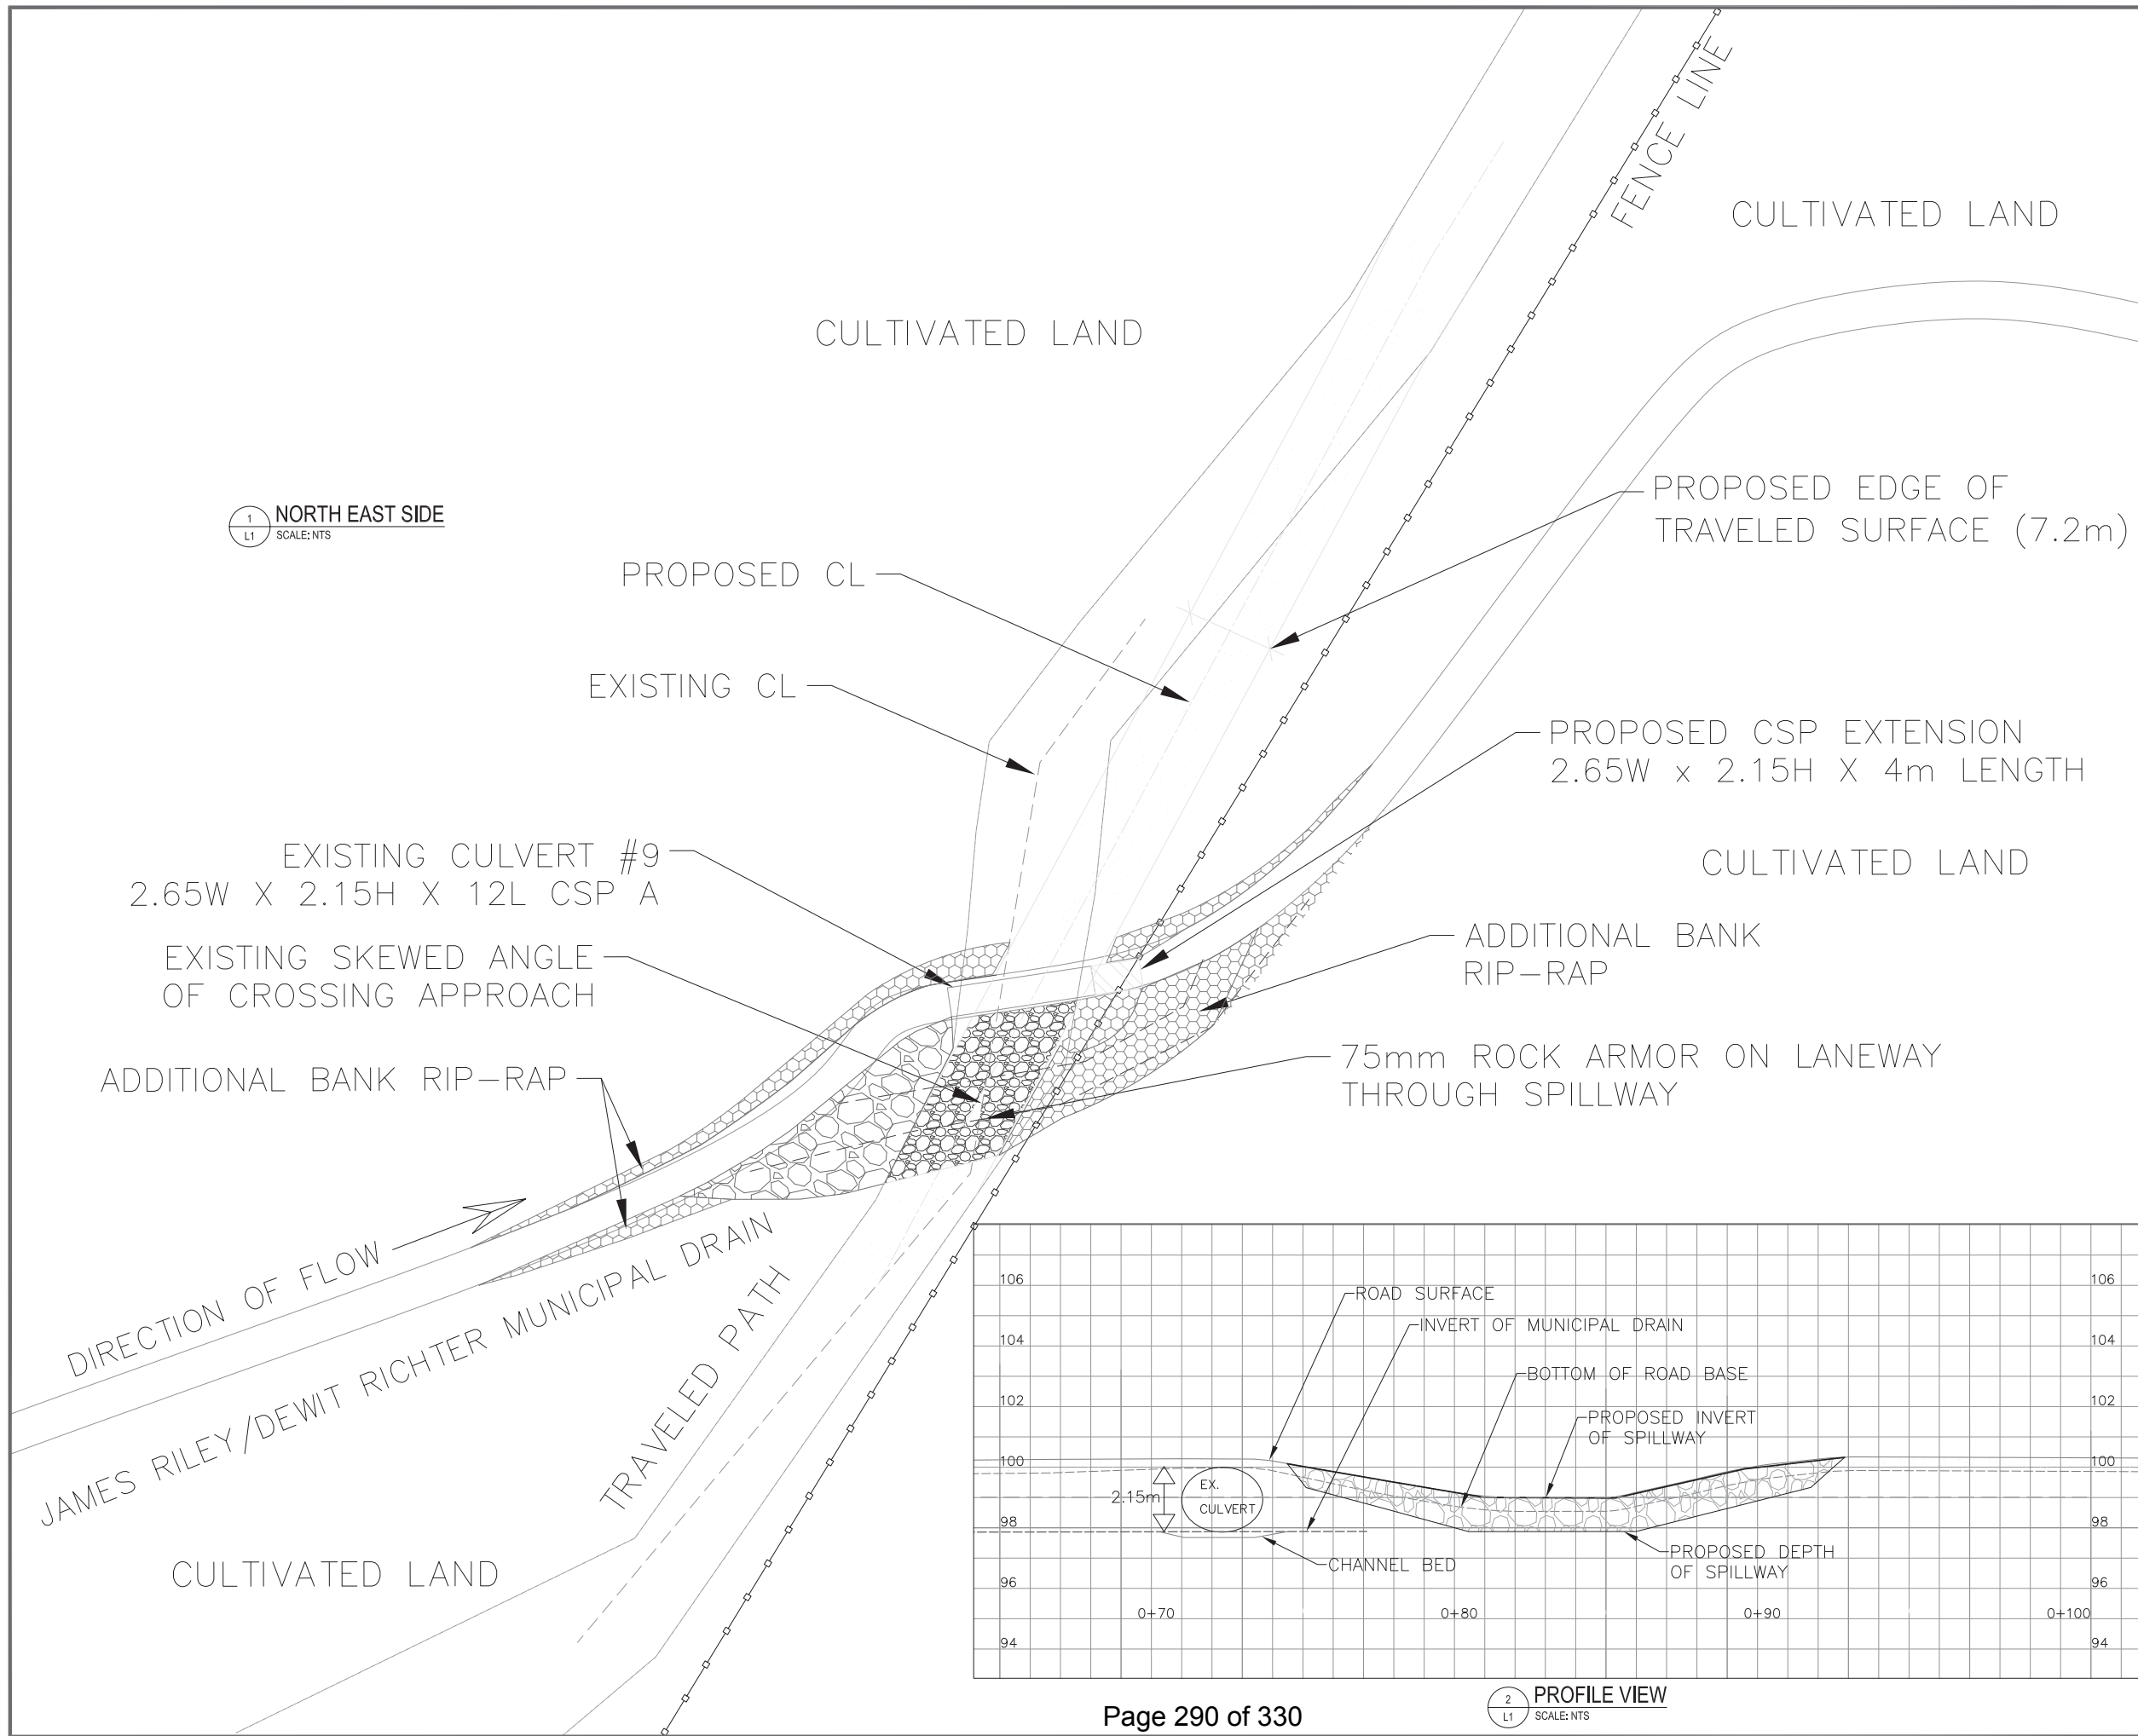 FENCE LINE
CULTIVATED LAND
CULTIVATED LAND
1
L1
NORTH EAST SIDE
SCALE: NTS
PROPOSED EDGE OF
TRAVELED SURFACE (7.2m)
PROPOSED CL
EXISTING CL
PROPOSED CSP EXTENSION
2.65W x 2.15H X 4m LENGTH
EXISTING CULVERT #9
2.65W X 2.15H X 12L CSP A
CULTIVATED LAND
EXISTING SKEWED ANGLE
OF CROSSING APPROACH
ADDITIONAL BANK
RIP-RAP
75mm ROCK ARMOR ON LANEWAY
THROUGH SPILLWAY
ADDITIONAL BANK RIP-RAP
DIRECTION OF FLOW
JAMES RILEY/DEWIT RICHTER MUNICIPAL DRAIN
TRAVELED PATH
CULTIVATED LAND
106
106
ROAD SURFACE
INVERT OF MUNICIPAL DRAIN
104
104
BOTTOM OF ROAD BASE
102
102
PROPOSED INVERT
OF SPILLWAY
100
100
2.15m
EX.
CULVERT
98
98
CHANNEL BED
PROPOSED DEPTH
OF SPILLWAY
96
96
0+70
0+80
0+90
0+100
94
94
2
L1
PROFILE VIEW
SCALE: NTS
Page 290 of 330